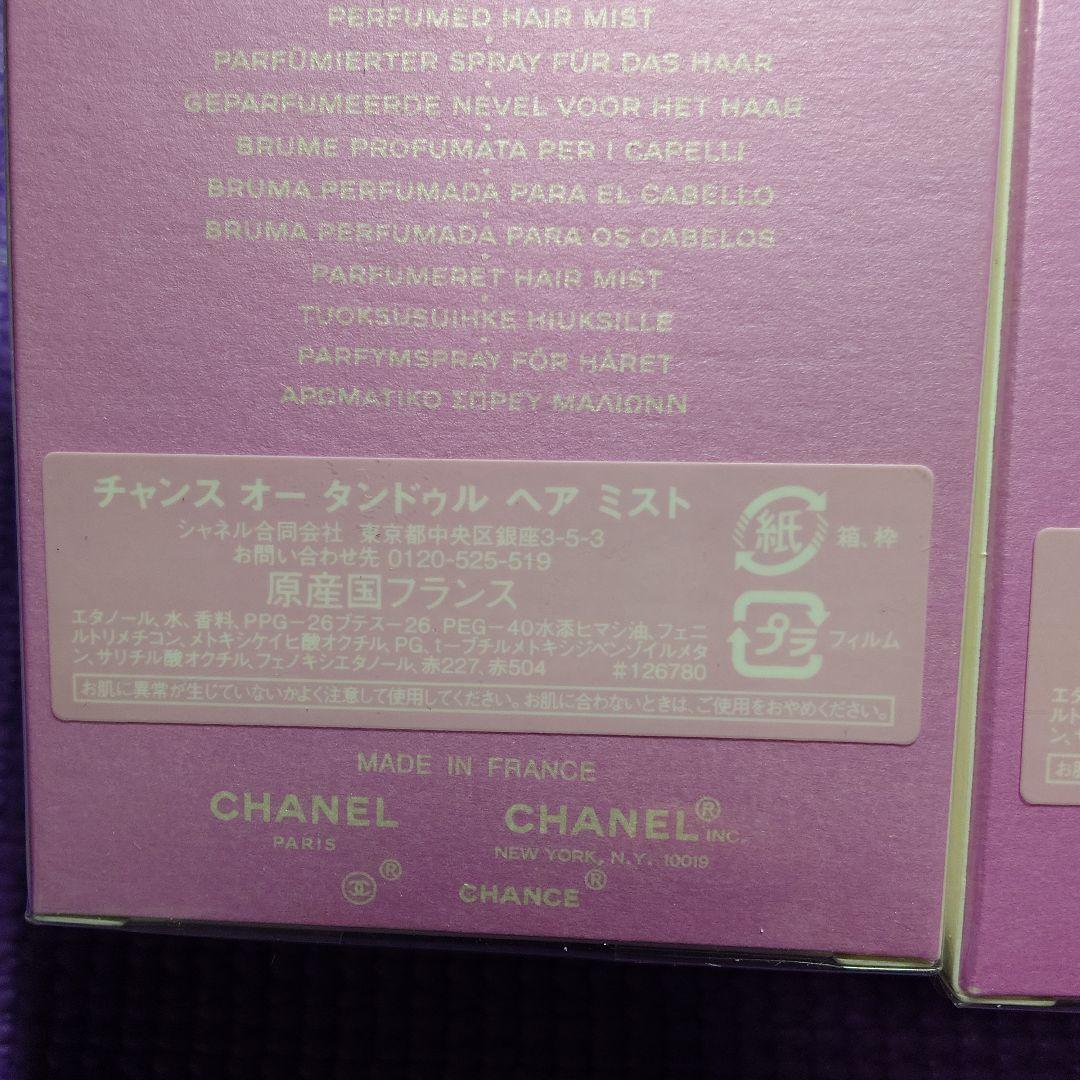 PERFUMED HAIR MIST
PARFÜMIERTER SPRAY FÜR DAS HAAR
GEPARFUMEERDE NEVEL VOOR HET HAAR
BRUME PROFUMATA PER I CAPELLI
BRUMA PERFUMADA PARA EL CABELLO
BRUMA PERFUMADA PARA OS CABELOS
PARFUMERET HAIR MIST
TUOKSUSUIHKE HIUKSILLE
PARFYMSPRAY FÖR HÅRET
ΑΡΩΜΑΤΙΚΟ ΣΠΡΕΥ ΜΑΛΙΩΝΝ
チャンス オー タンドゥル ヘア ミスト
シャネル合同会社 東京都中央区銀座3-5-3
お問い合わせ先 0120-525-519
原産国フランス
エタノール、水、香料、PPG-26ブテス-26、PEG-40水添ヒマシ油、フェニ
ルトリメチコン、メトキシケイヒ酸オクチル、PG、t-ブチルメトキシジベンゾイルメタ
ン、サリチル酸オクチル、フェノキシエタノール、赤227、赤504 #126780
お肌に異常が生じていないかよく注意して使用してください。お肌に合わないときは、ご使用をおやめください。
紙 箱、枠
プラ フィルム
MADE IN FRANCE
CHANEL
PARIS
CHANEL® INC.
NEW YORK, N.Y. 10019
®
CHANCE®
エタ
ルト
ン、
お肌